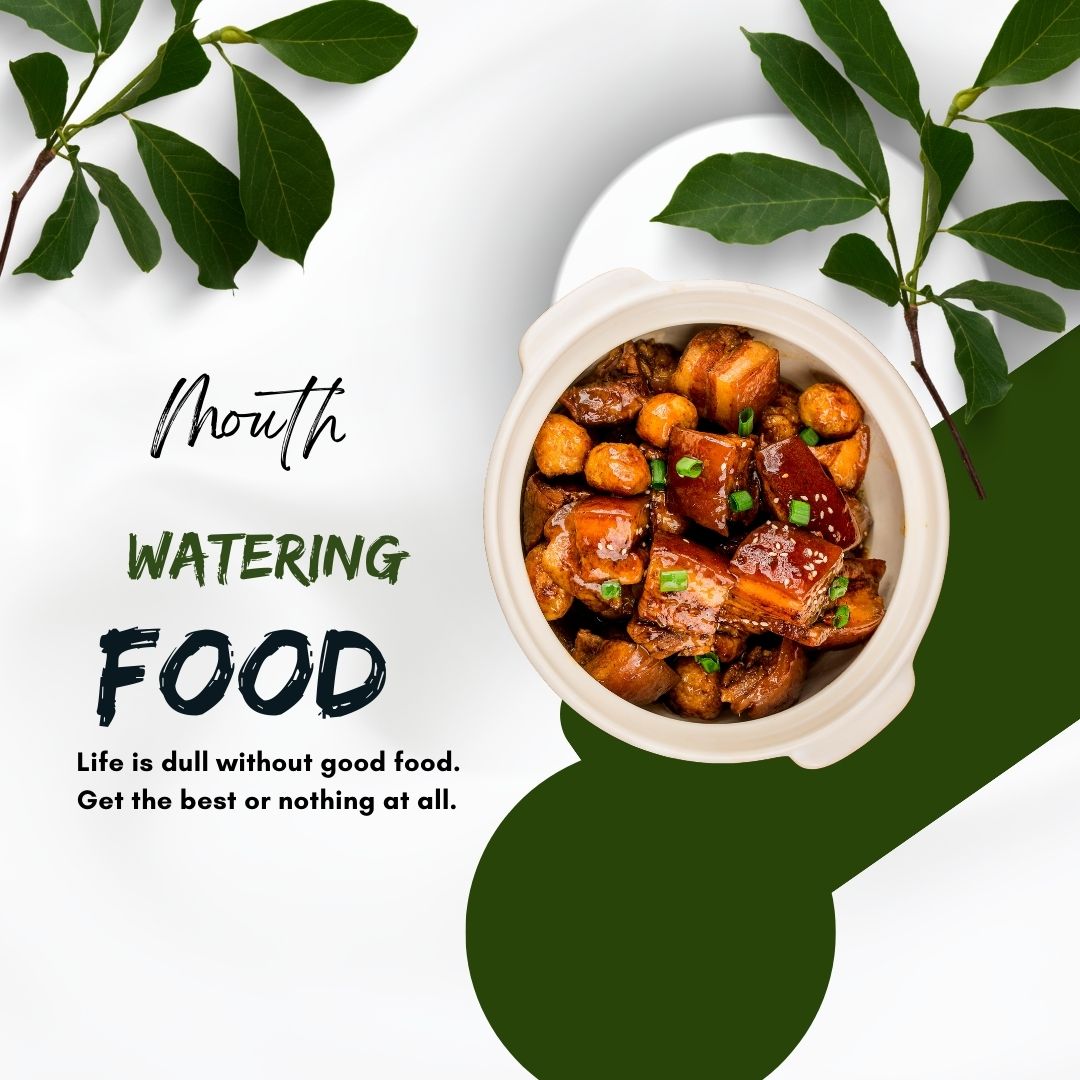 Mouth
WATERING
FOOD
Life is dull without good food.
Get the best or nothing at all.